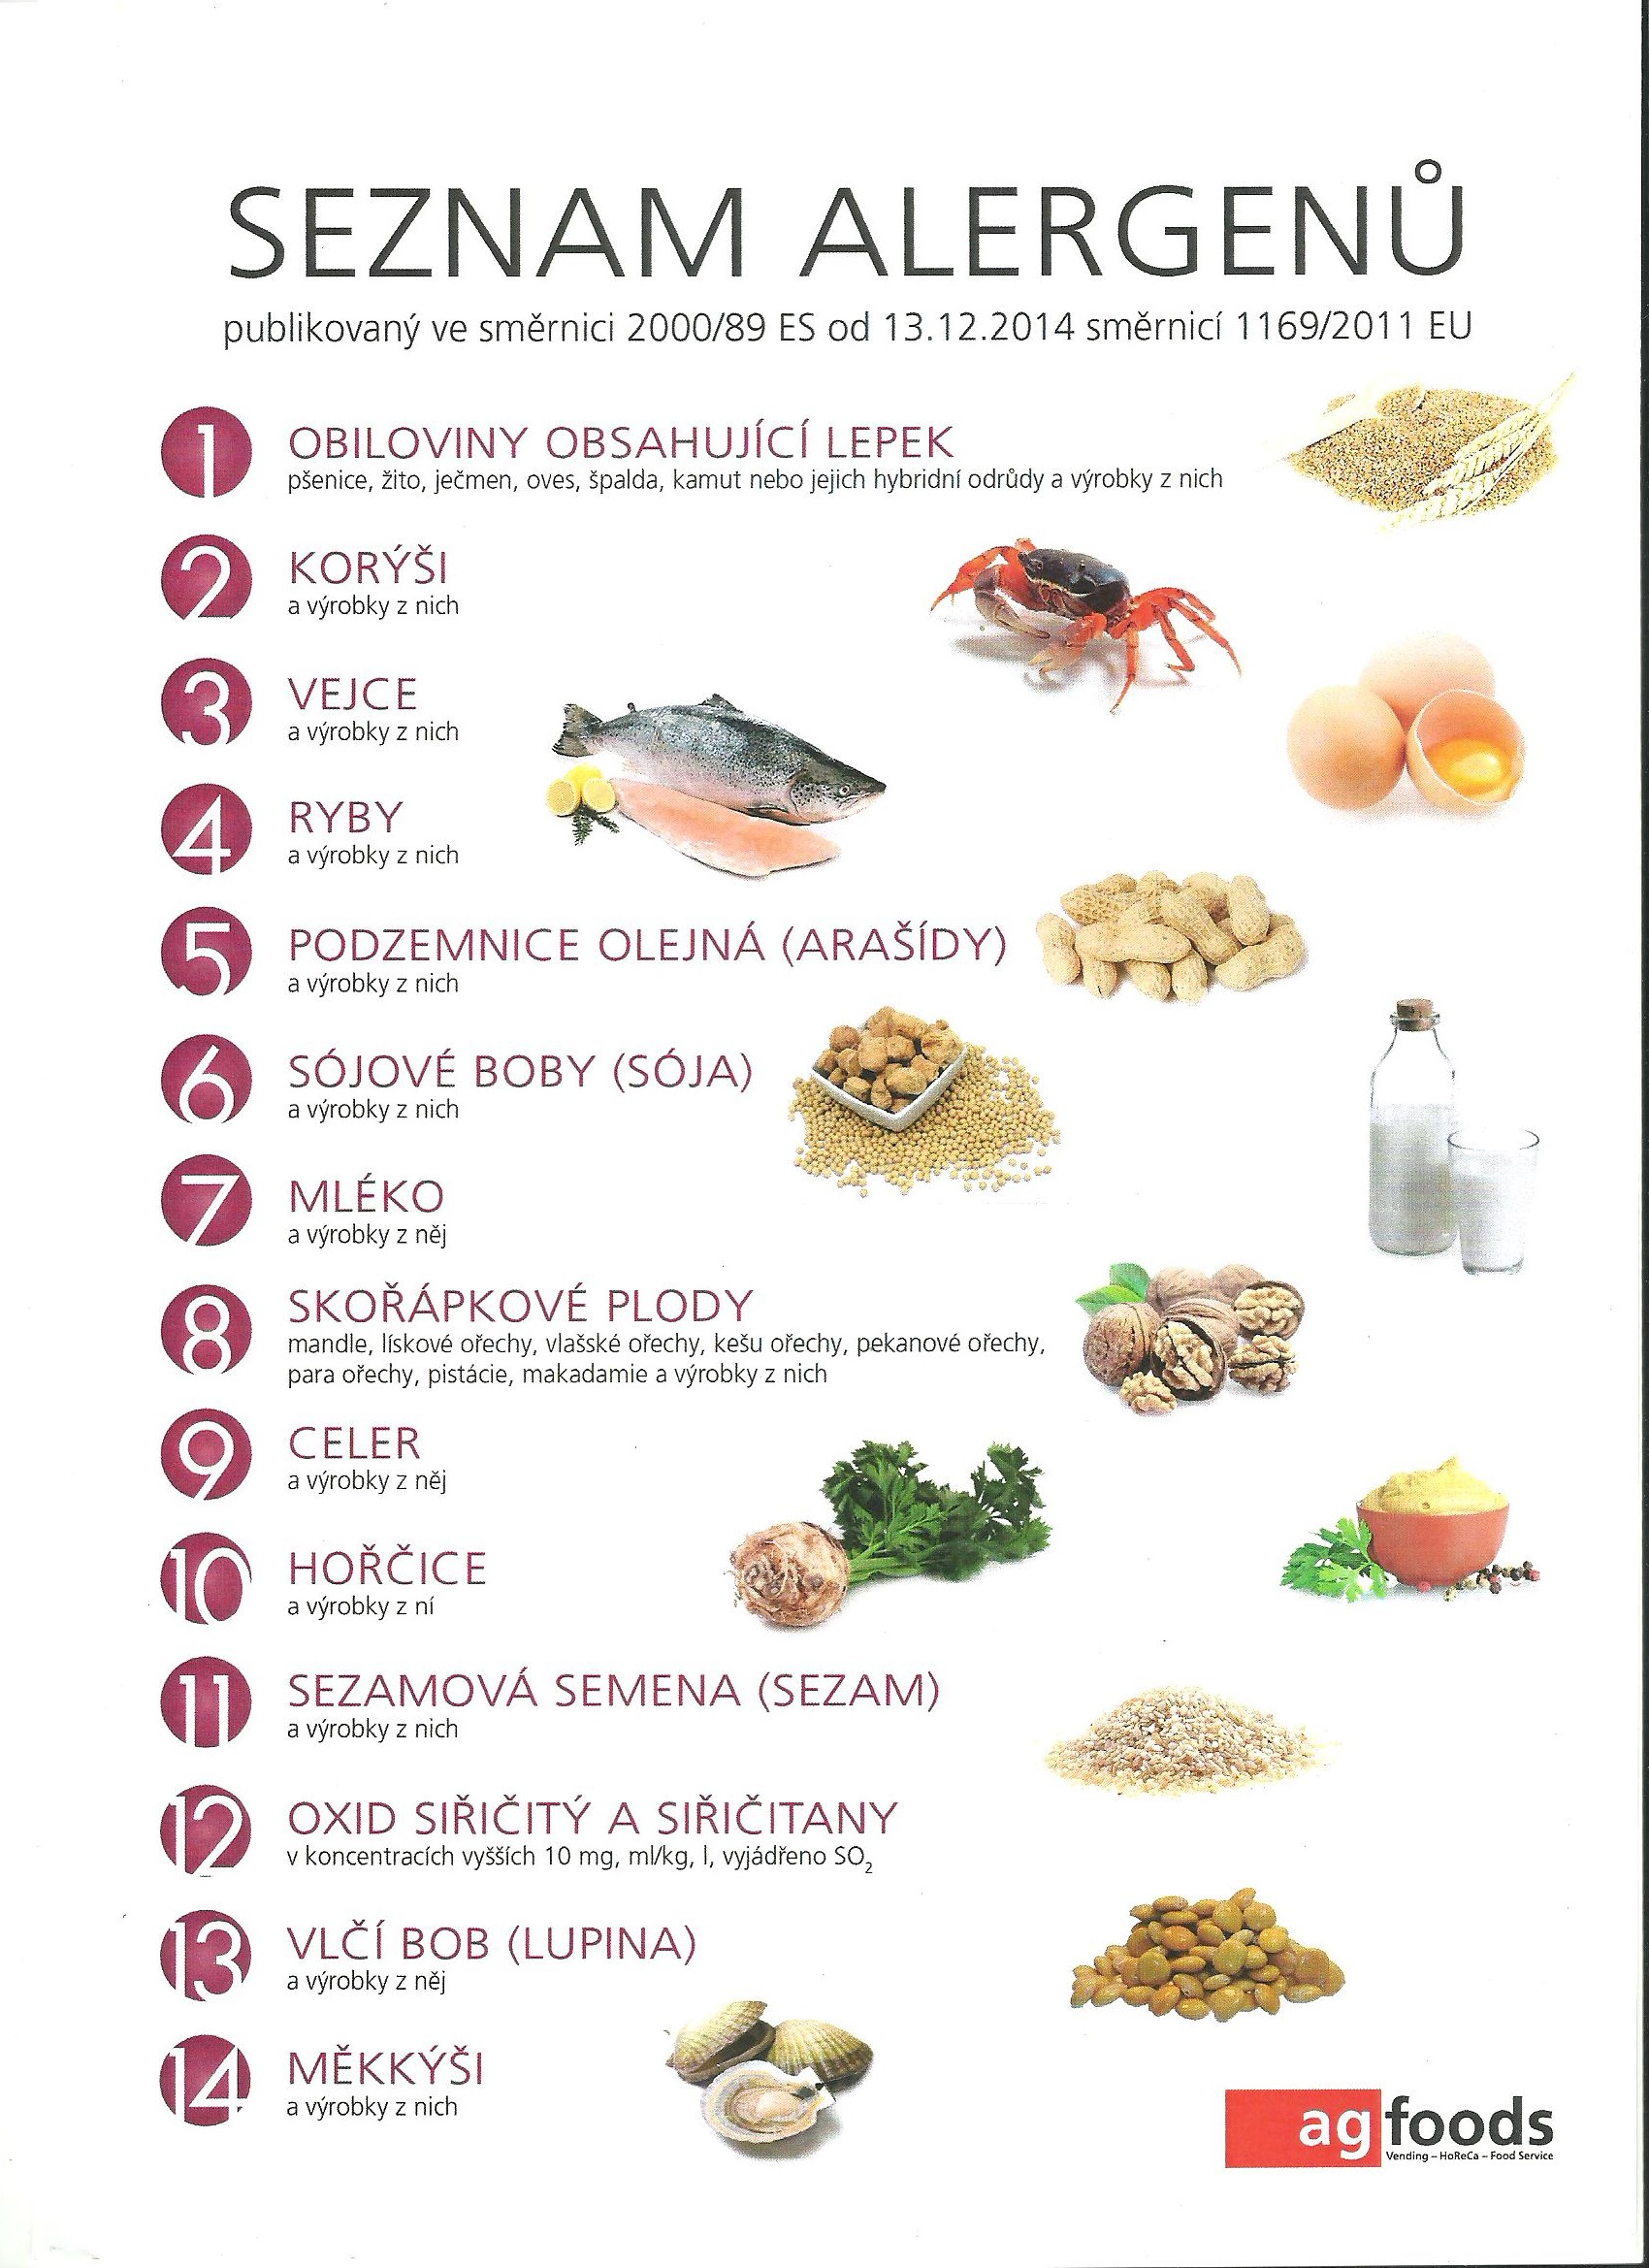 SEZNAM ALERGENŮ
publikovaný ve směrnici 2000/89 ES od 13.12.2014 směrnicí 1169/2011 EU
1 OBILOVINY OBSAHUJÍCÍ LEPEK
pšenice, žito, ječmen, oves, špalda, kamut nebo jejich hybridní odrůdy a výrobky z nich
2 KORÝŠI
a výrobky z nich
3 VEJCE
a výrobky z nich
4 RYBY
a výrobky z nich
5 PODZEMNICE OLEJNÁ (ARAŠÍDY)
a výrobky z nich
6 SÓJOVÉ BOBY (SÓJA)
a výrobky z nich
7 MLÉKO
a výrobky z něj
8 SKOŘÁPKOVÉ PLODY
mandle, lískové ořechy, vlašské ořechy, kešu ořechy, pekanové ořechy,
para ořechy, pistácie, makadamie a výrobky z nich
9 CELER
a výrobky z něj
10 HOŘČICE
a výrobky z ní
11 SEZAMOVÁ SEMENA (SEZAM)
a výrobky z nich
12 OXID SIŘIČITÝ A SIŘIČITANY
v koncentracích vyšších 10 mg, ml/kg, l, vyjádřeno SO₂
13 VLČÍ BOB (LUPINA)
a výrobky z něj
14 MĚKKÝŠI
a výrobky z nich
ag foods
Vending – HoReCa – Food Service